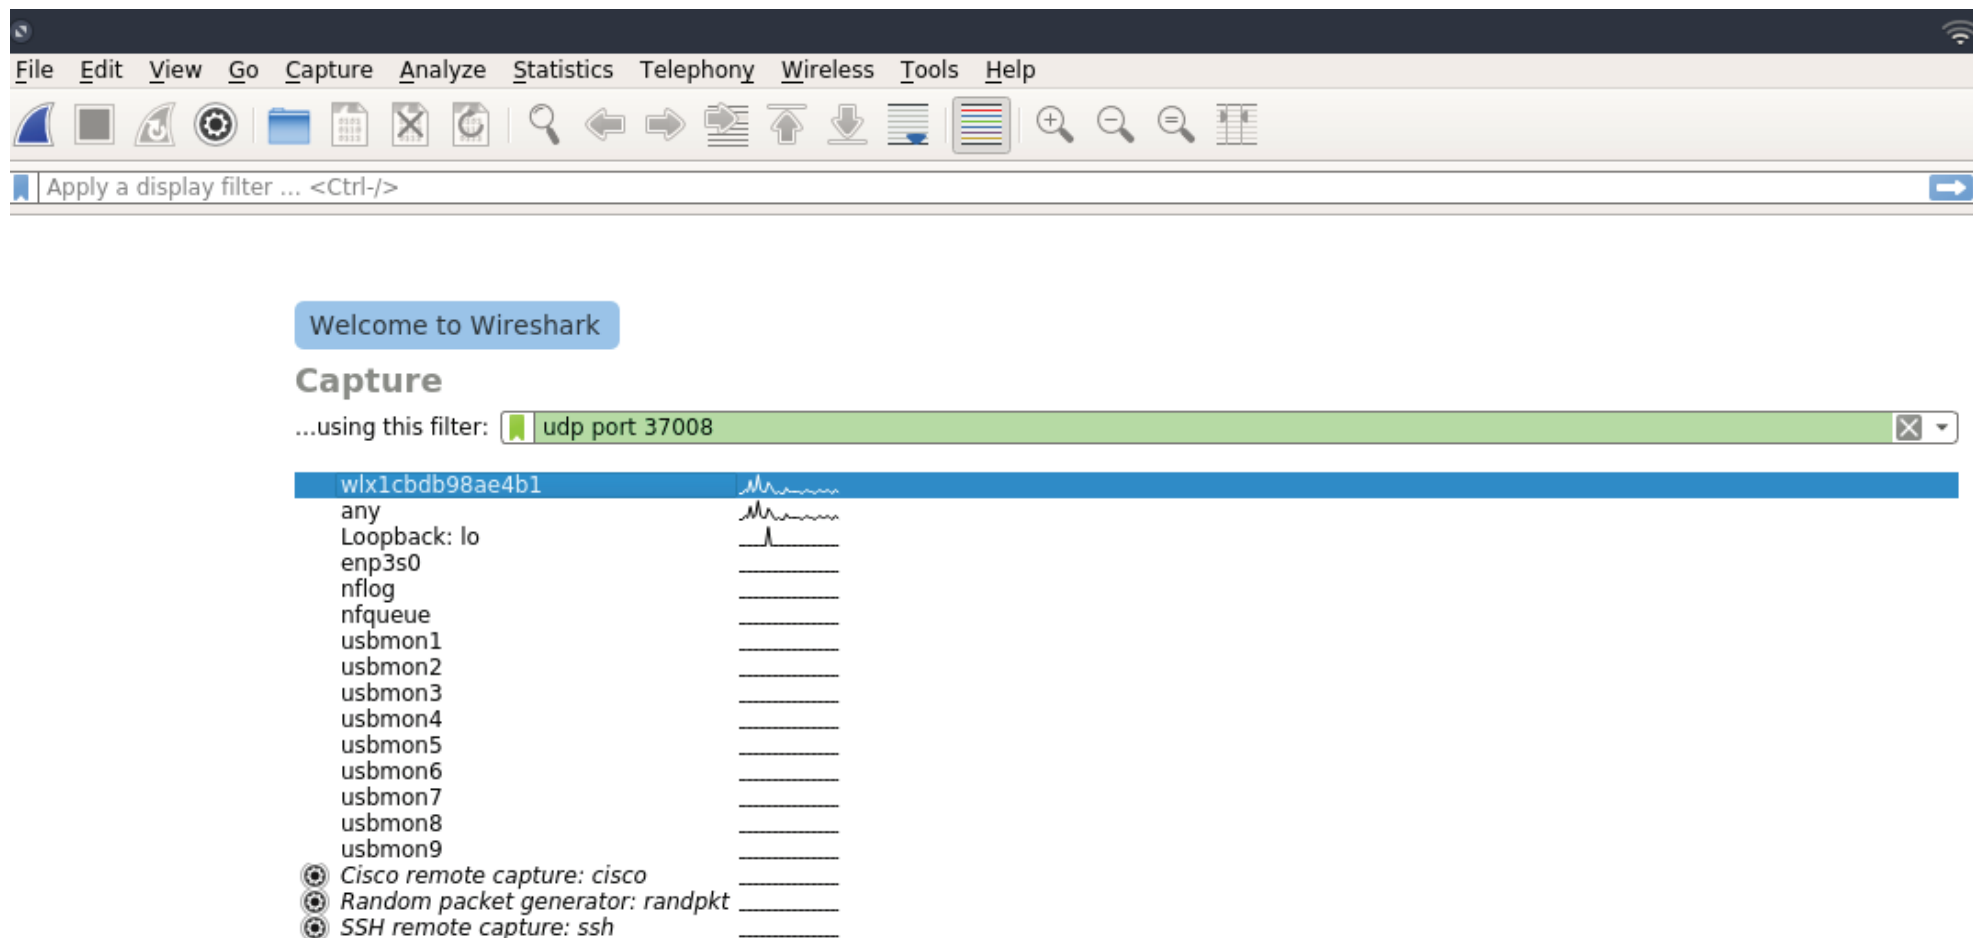 File Edit View Go Capture Analyze Statistics Telephony Wireless Tools Help
Apply a display filter ... <Ctrl-/>
Welcome to Wireshark
Capture
...using this filter: udp port 37008
wlx1cbdb98ae4b1
any
Loopback: lo
enp3s0
nflog
nfqueue
usbmon1
usbmon2
usbmon3
usbmon4
usbmon5
usbmon6
usbmon7
usbmon8
usbmon9
Cisco remote capture: cisco
Random packet generator: randpkt
SSH remote capture: ssh